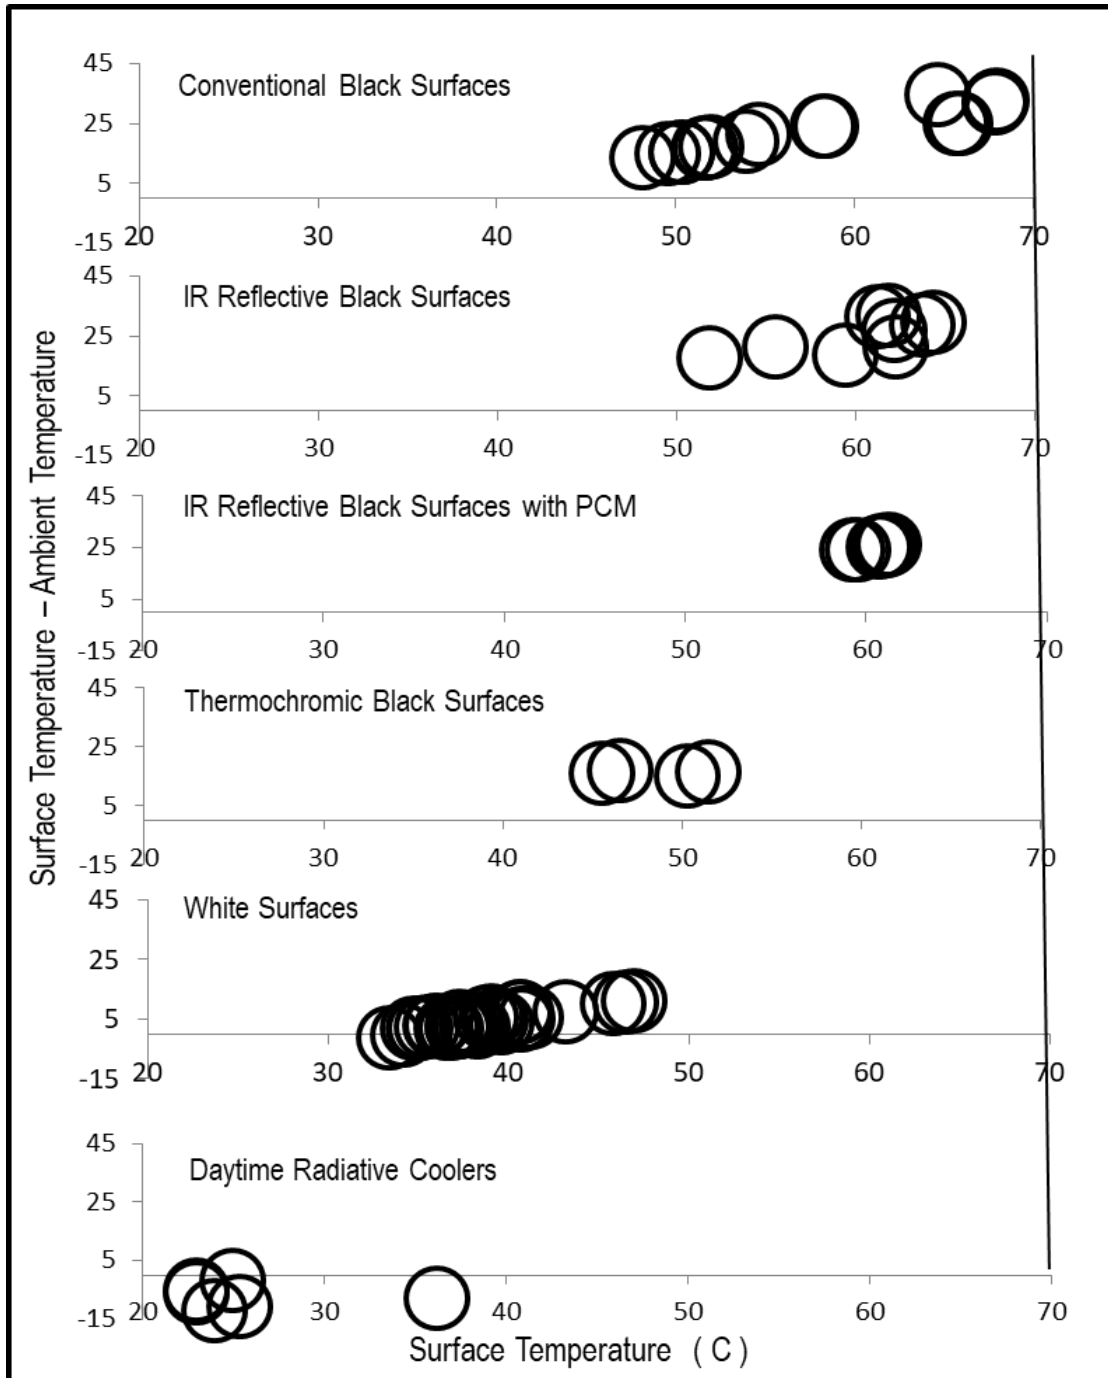 45
Conventional Black Surfaces
25
5
-15 20 30 40 50 60 70
45
IR Reflective Black Surfaces
25
5
-15 20 30 40 50 60 70
45
IR Reflective Black Surfaces with PCM
25
5
-15 20 30 40 50 60 70
45
Thermochromic Black Surfaces
25
5
-15 20 30 40 50 60 70
45
White Surfaces
25
5
-15 20 30 40 50 60 70
45
Daytime Radiative Coolers
25
5
-15 20 30 40 50 60 70
Surface Temperature – Ambient Temperature
Surface Temperature ( C )